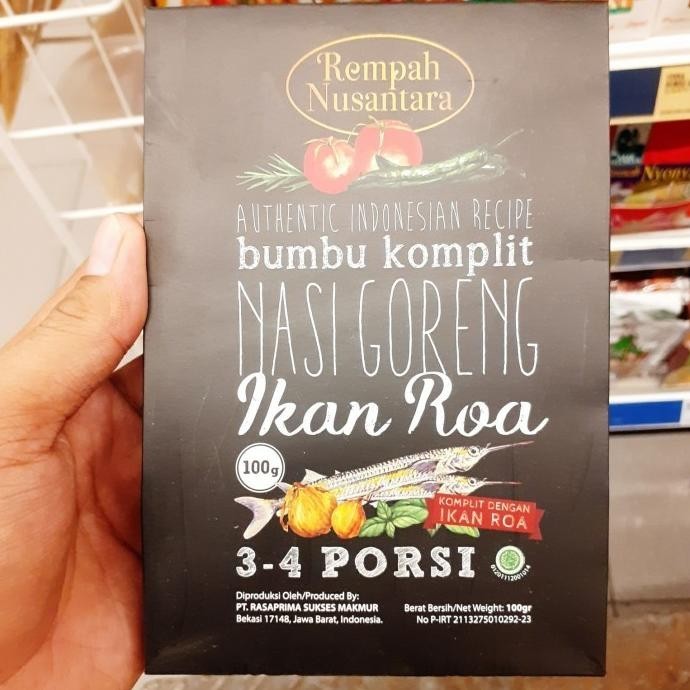 Rempah
Nusantara
AUTHENTIC INDONESIAN RECIPE
bumbu komplit
NASI GORENG
Ikan Roa
100g
KOMPLIT DENGAN
IKAN ROA
3-4 PORSI
Diproduksi Oleh/Produced By:
PT. RASAPRIMA SUKSES MAKMUR
Bekasi 17148, Jawa Barat, Indonesia.
Berat Bersih/Net Weight: 100gr
No P-IRT 2113275010292-23